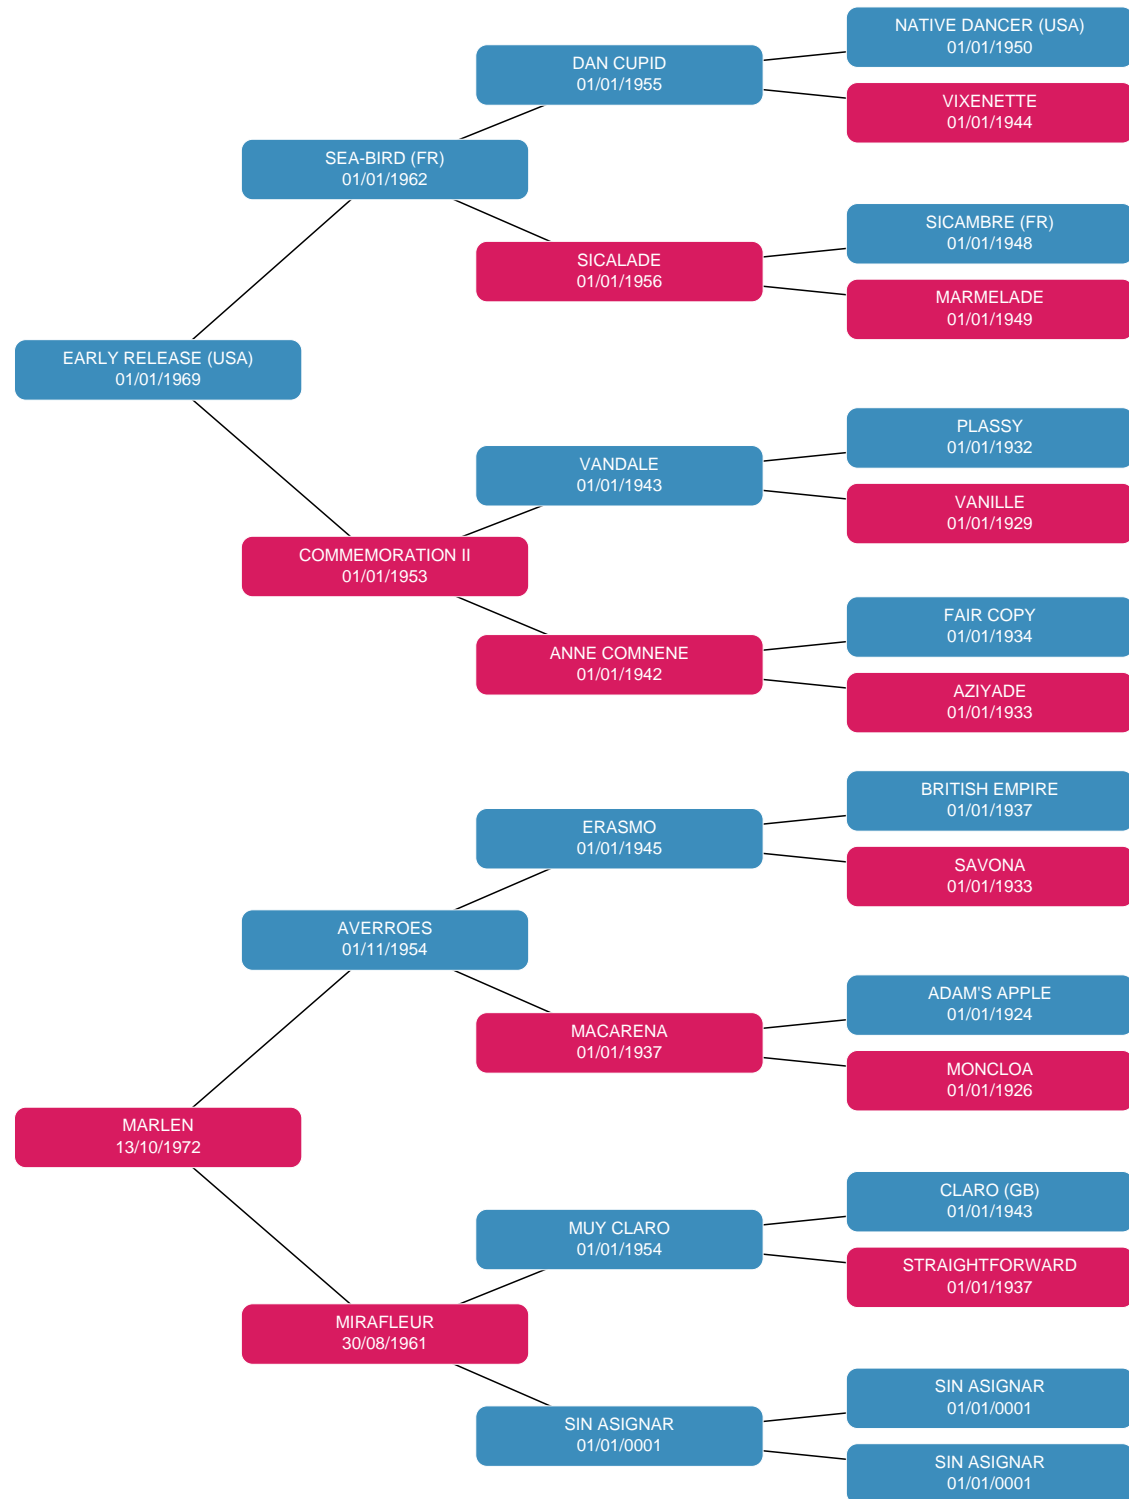 NATIVE DANCER (USA)
01/01/1950
DAN CUPID
01/01/1955
VIXENETTE
01/01/1944
SEA-BIRD (FR)
01/01/1962
SICAMBRE (FR)
01/01/1948
SICALADE
01/01/1956
MARMELADE
01/01/1949
EARLY RELEASE (USA)
01/01/1969
PLASSY
01/01/1932
VANDALE
01/01/1943
VANILLE
01/01/1929
COMMEMORATION II
01/01/1953
FAIR COPY
01/01/1934
ANNE COMNENE
01/01/1942
AZIYADE
01/01/1933
BRITISH EMPIRE
01/01/1937
ERASMO
01/01/1945
SAVONA
01/01/1933
AVERROES
01/11/1954
ADAM'S APPLE
01/01/1924
MACARENA
01/01/1937
MONCLOA
01/01/1926
MARLEN
13/10/1972
CLARO (GB)
01/01/1943
MUY CLARO
01/01/1954
STRAIGHTFORWARD
01/01/1937
MIRAFLEUR
30/08/1961
SIN ASIGNAR
01/01/0001
SIN ASIGNAR
01/01/0001
SIN ASIGNAR
01/01/0001